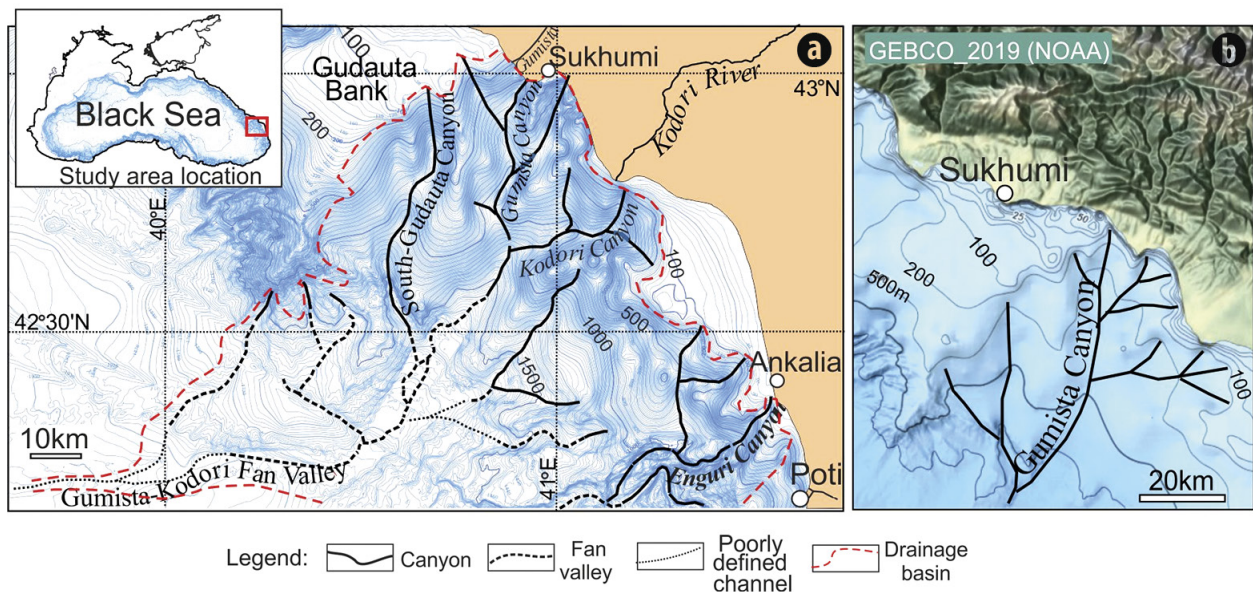 Black Sea
Study area location
a
100
Gudauta
Bank
200
Gumista
Sukhumi
43°N
Kodori River
South-Gudauta Canyon
Gumista Canyon
Kodori Canyon
40°E
100
42°30'N
500
1000
1500
Ankalia
10km
41°E
Enguri Canyon
Gumista-Kodori Fan Valley
Poti
GEBCO_2019 (NOAA)
b
Sukhumi
25
50
100
200
500m
Gumista Canyon
100
20km
Legend:
Canyon
Fan
valley
Poorly
defined
channel
Drainage
basin